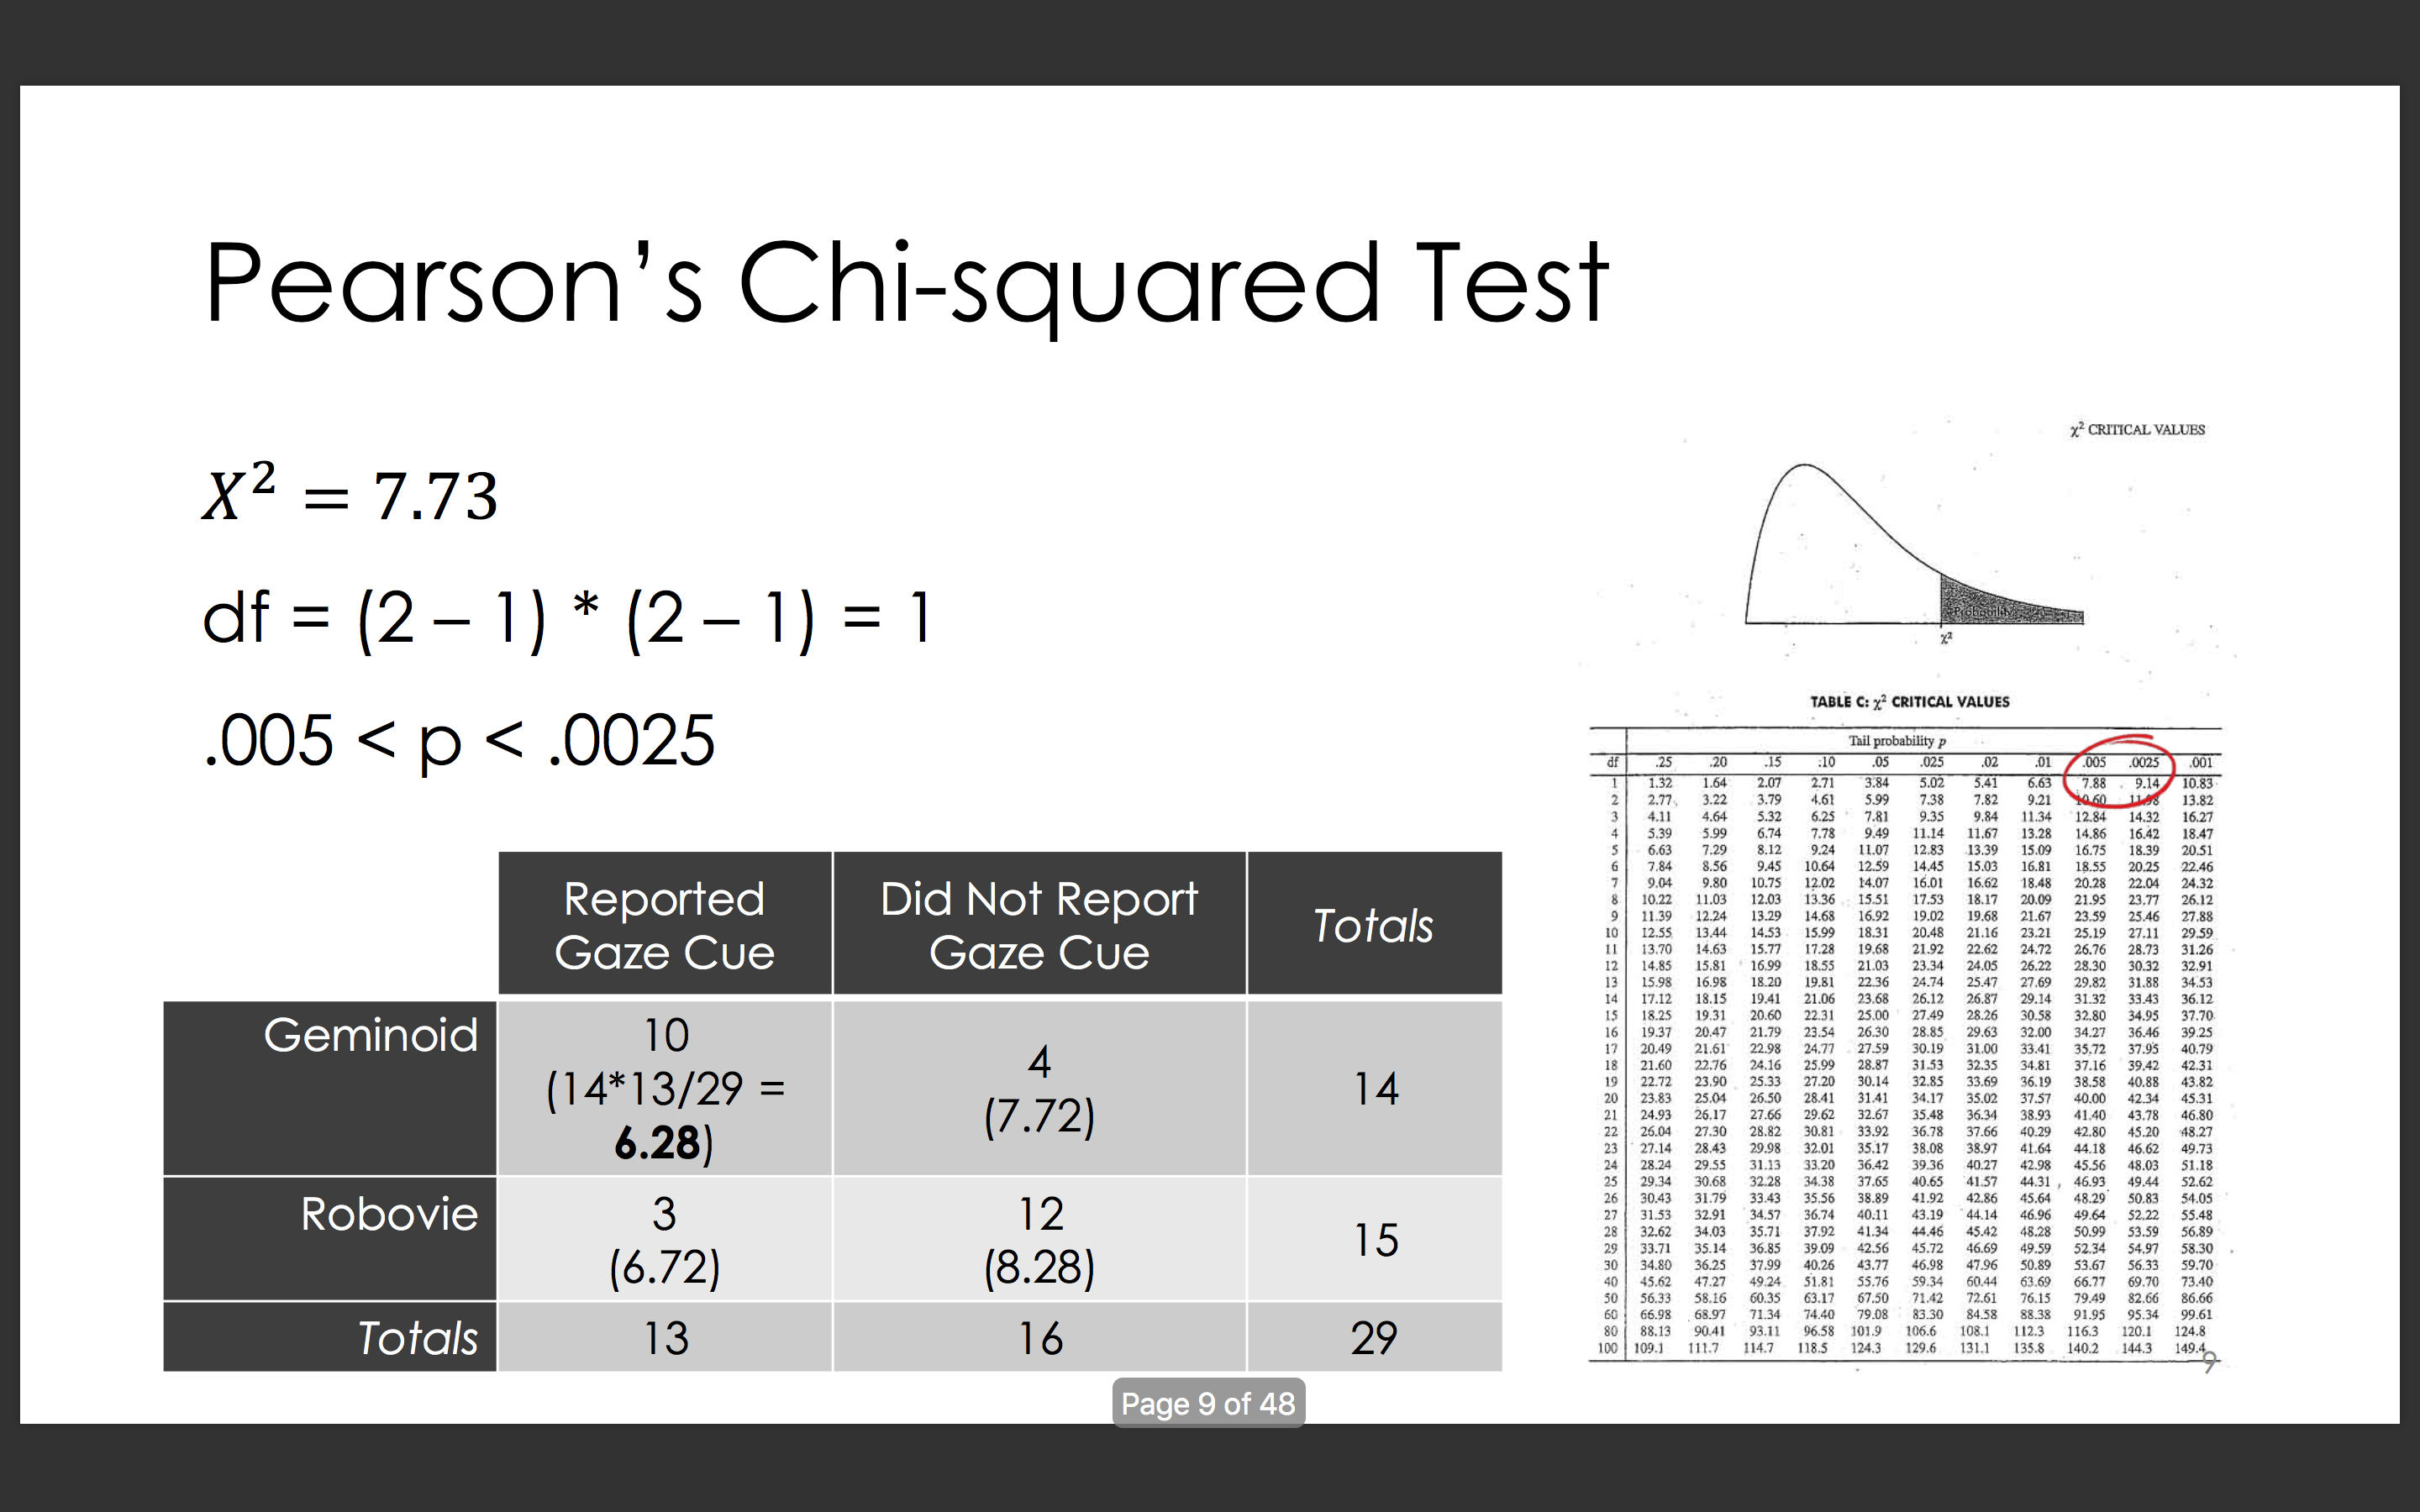 Pearson’s Chi-squared Test
X² = 7.73
df = (2 – 1) * (2 – 1) = 1
.005 < p < .0025
Reported Gaze Cue | Did Not Report Gaze Cue | Totals
Geminoid | 10 (14*13/29 = 6.28) | 4 (7.72) | 14
Robovie | 3 (6.72) | 12 (8.28) | 15
Totals | 13 | 16 | 29
χ² CRITICAL VALUES
Probability
χ²
TABLE C: χ² CRITICAL VALUES
Tail probability p
df .25 .20 .15 .10 .05 .025 .02 .01 .005 .0025 .001
1 1.32 1.64 2.07 2.71 3.84 5.02 5.41 6.63 7.88 9.14 10.83
2 2.77 3.22 3.79 4.61 5.99 7.38 7.82 9.21 10.60 11.98 13.82
3 4.11 4.64 5.32 6.25 7.81 9.35 9.84 11.34 12.84 14.32 16.27
4 5.39 5.99 6.74 7.78 9.49 11.14 11.67 13.28 14.86 16.42 18.47
5 6.63 7.29 8.12 9.24 11.07 12.83 13.39 15.09 16.75 18.39 20.51
6 7.84 8.56 9.45 10.64 12.59 14.45 15.03 16.81 18.55 20.25 22.46
7 9.04 9.80 10.75 12.02 14.07 16.01 16.62 18.48 20.28 22.04 24.32
8 10.22 11.03 12.03 13.36 15.51 17.53 18.17 20.09 21.95 23.77 26.12
9 11.39 12.24 13.29 14.68 16.92 19.02 19.68 21.67 23.59 25.46 27.88
10 12.55 13.44 14.53 15.99 18.31 20.48 21.16 23.21 25.19 27.11 29.59
11 13.70 14.63 15.77 17.28 19.68 21.92 22.62 24.72 26.76 28.73 31.26
12 14.85 15.81 16.99 18.55 21.03 23.34 24.05 26.22 28.30 30.32 32.91
13 15.98 16.98 18.20 19.81 22.36 24.74 25.47 27.69 29.82 31.88 34.53
14 17.12 18.15 19.41 21.06 23.68 26.12 26.87 29.14 31.32 33.43 36.12
15 18.25 19.31 20.60 22.31 25.00 27.49 28.26 30.58 32.80 34.95 37.70
16 19.37 20.47 21.79 23.54 26.30 28.85 29.63 32.00 34.27 36.46 39.25
17 20.49 21.61 22.98 24.77 27.59 30.19 31.00 33.41 35.72 37.95 40.79
18 21.60 22.76 24.16 25.99 28.87 31.53 32.35 34.81 37.16 39.42 42.31
19 22.72 23.90 25.33 27.20 30.14 32.85 33.69 36.19 38.58 40.88 43.82
20 23.83 25.04 26.50 28.41 31.41 34.17 35.02 37.57 40.00 42.34 45.31
21 24.93 26.17 27.66 29.62 32.67 35.48 36.34 38.93 41.40 43.78 46.80
22 26.04 27.30 28.82 30.81 33.92 36.78 37.66 40.29 42.80 45.20 48.27
23 27.14 28.43 29.98 32.01 35.17 38.08 38.97 41.64 44.18 46.62 49.73
24 28.24 29.55 31.13 33.20 36.42 39.36 40.27 42.98 45.56 48.03 51.18
25 29.34 30.68 32.28 34.38 37.65 40.65 41.57 44.31 46.93 49.44 52.62
26 30.43 31.79 33.43 35.56 38.89 41.92 42.86 45.64 48.29 50.83 54.05
27 31.53 32.91 34.57 36.74 40.11 43.19 44.14 46.96 49.64 52.22 55.48
28 32.62 34.03 35.71 37.92 41.34 44.46 45.42 48.28 50.99 53.59 56.89
29 33.71 35.14 36.85 39.09 42.56 45.72 46.69 49.59 52.34 54.97 58.30
30 34.80 36.25 37.99 40.26 43.77 46.98 47.96 50.89 53.67 56.33 59.70
40 45.62 47.27 49.24 51.81 55.76 59.34 60.44 63.69 66.77 69.70 73.40
50 56.33 58.16 60.35 63.17 67.50 71.42 72.61 76.15 79.49 82.66 86.66
60 66.98 68.97 71.34 74.40 79.08 83.30 84.58 88.38 91.95 95.34 99.61
80 88.13 90.41 93.11 96.58 101.9 106.6 108.1 112.3 116.3 120.1 124.8
100 109.1 111.7 114.7 118.5 124.3 129.6 131.1 135.8 140.2 144.3 149.4
9
Page 9 of 48